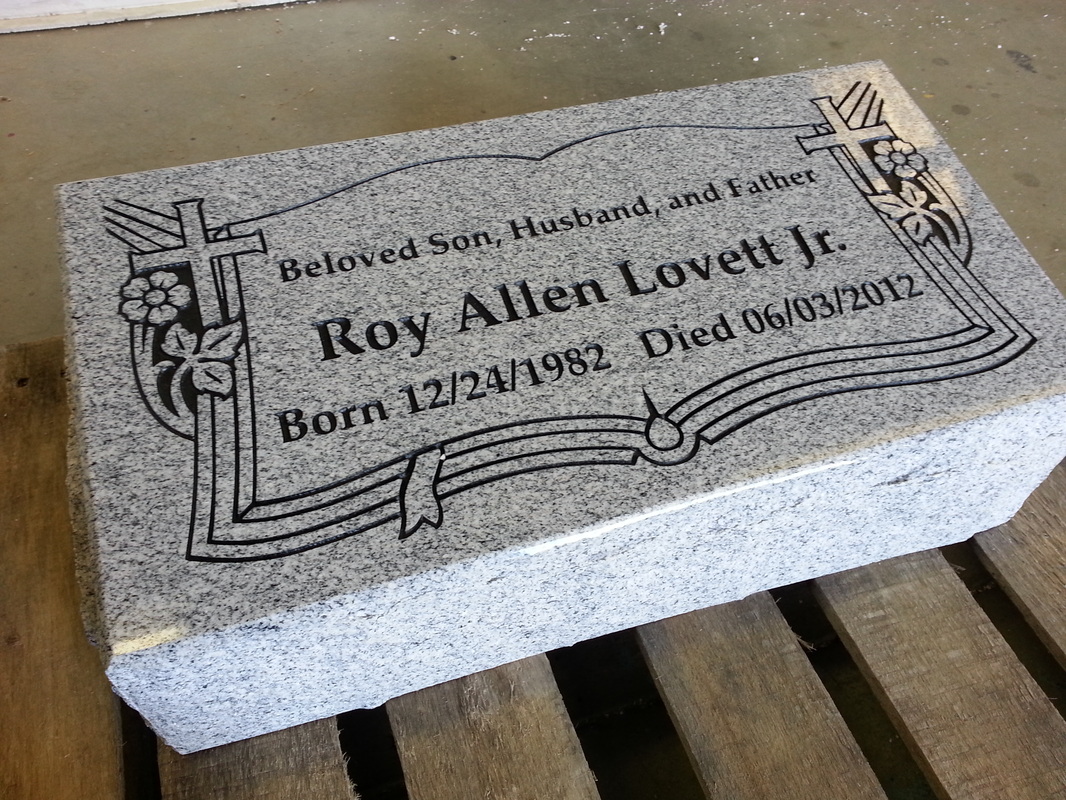 Beloved Son, Husband, and Father
Roy Allen Lovett Jr.
Born 12/24/1982 Died 06/03/2012